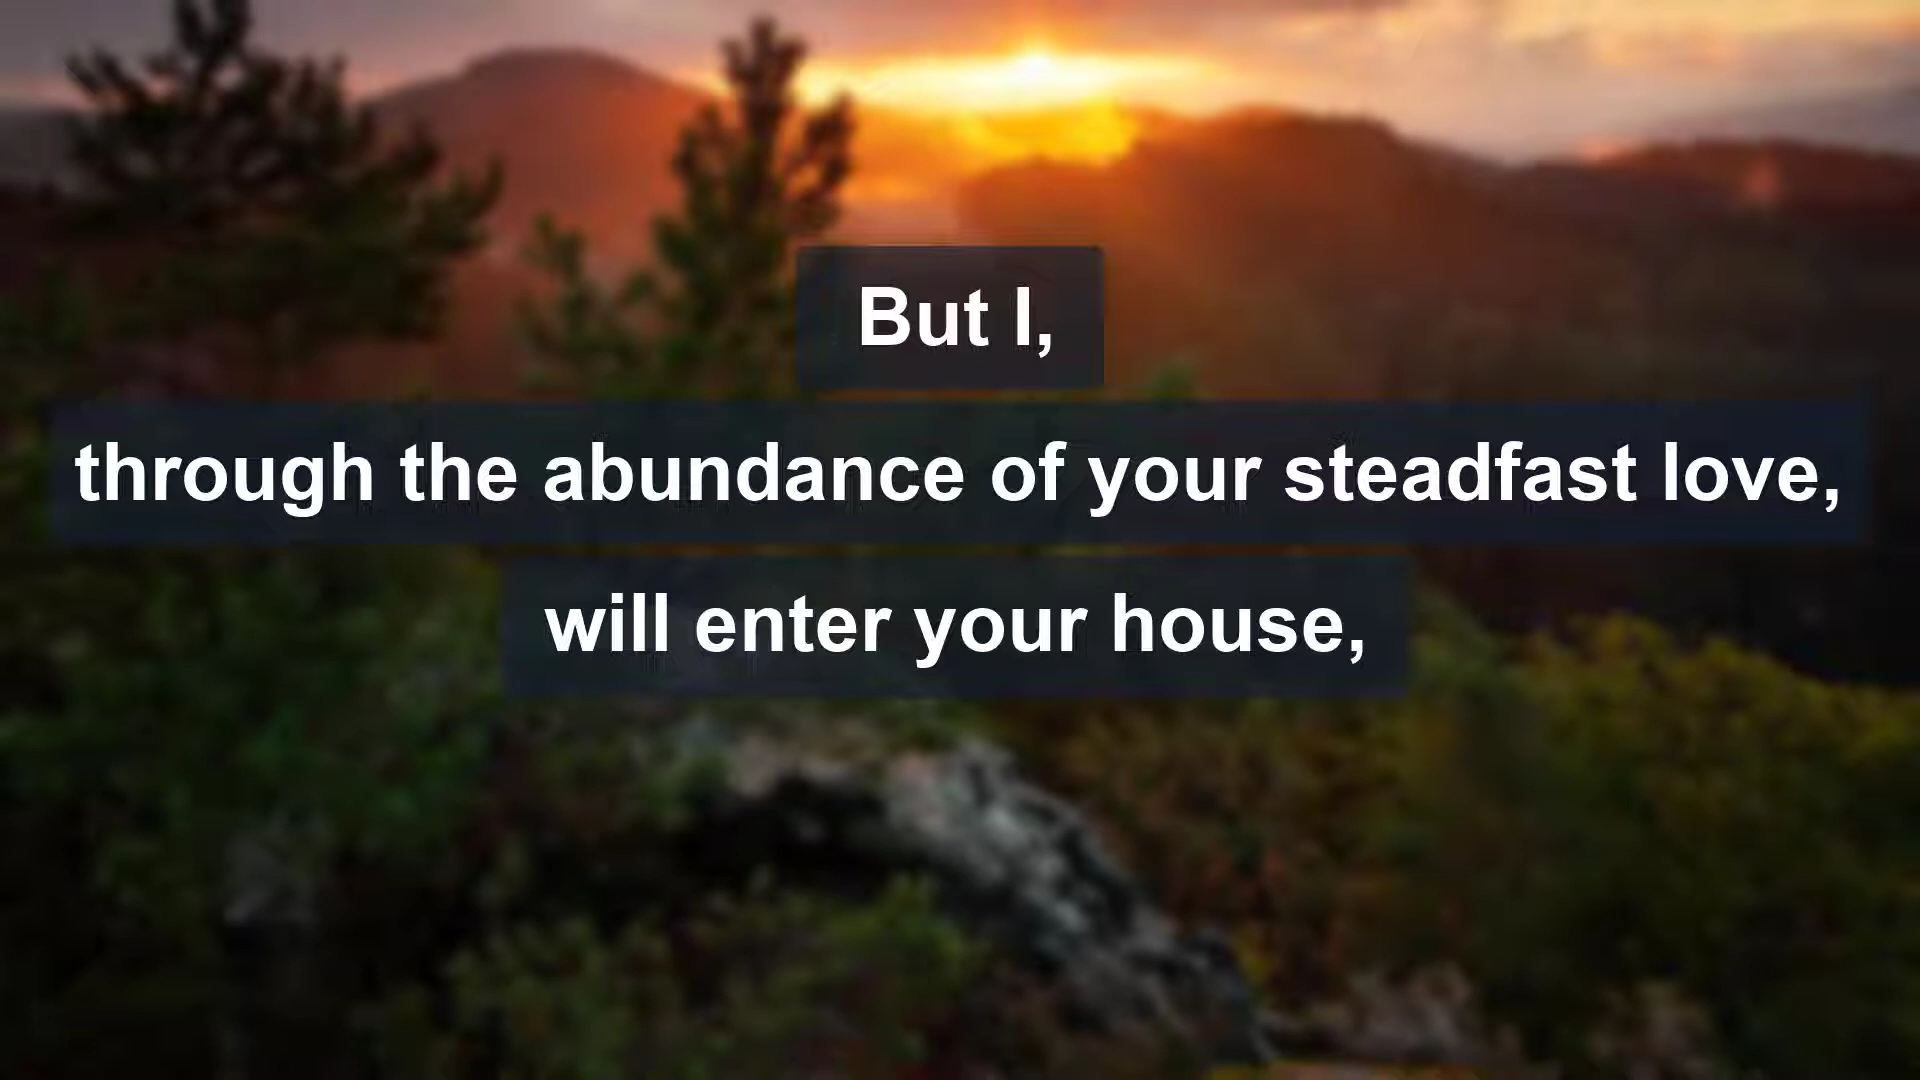 But I,
through the abundance of your steadfast love,
will enter your house,